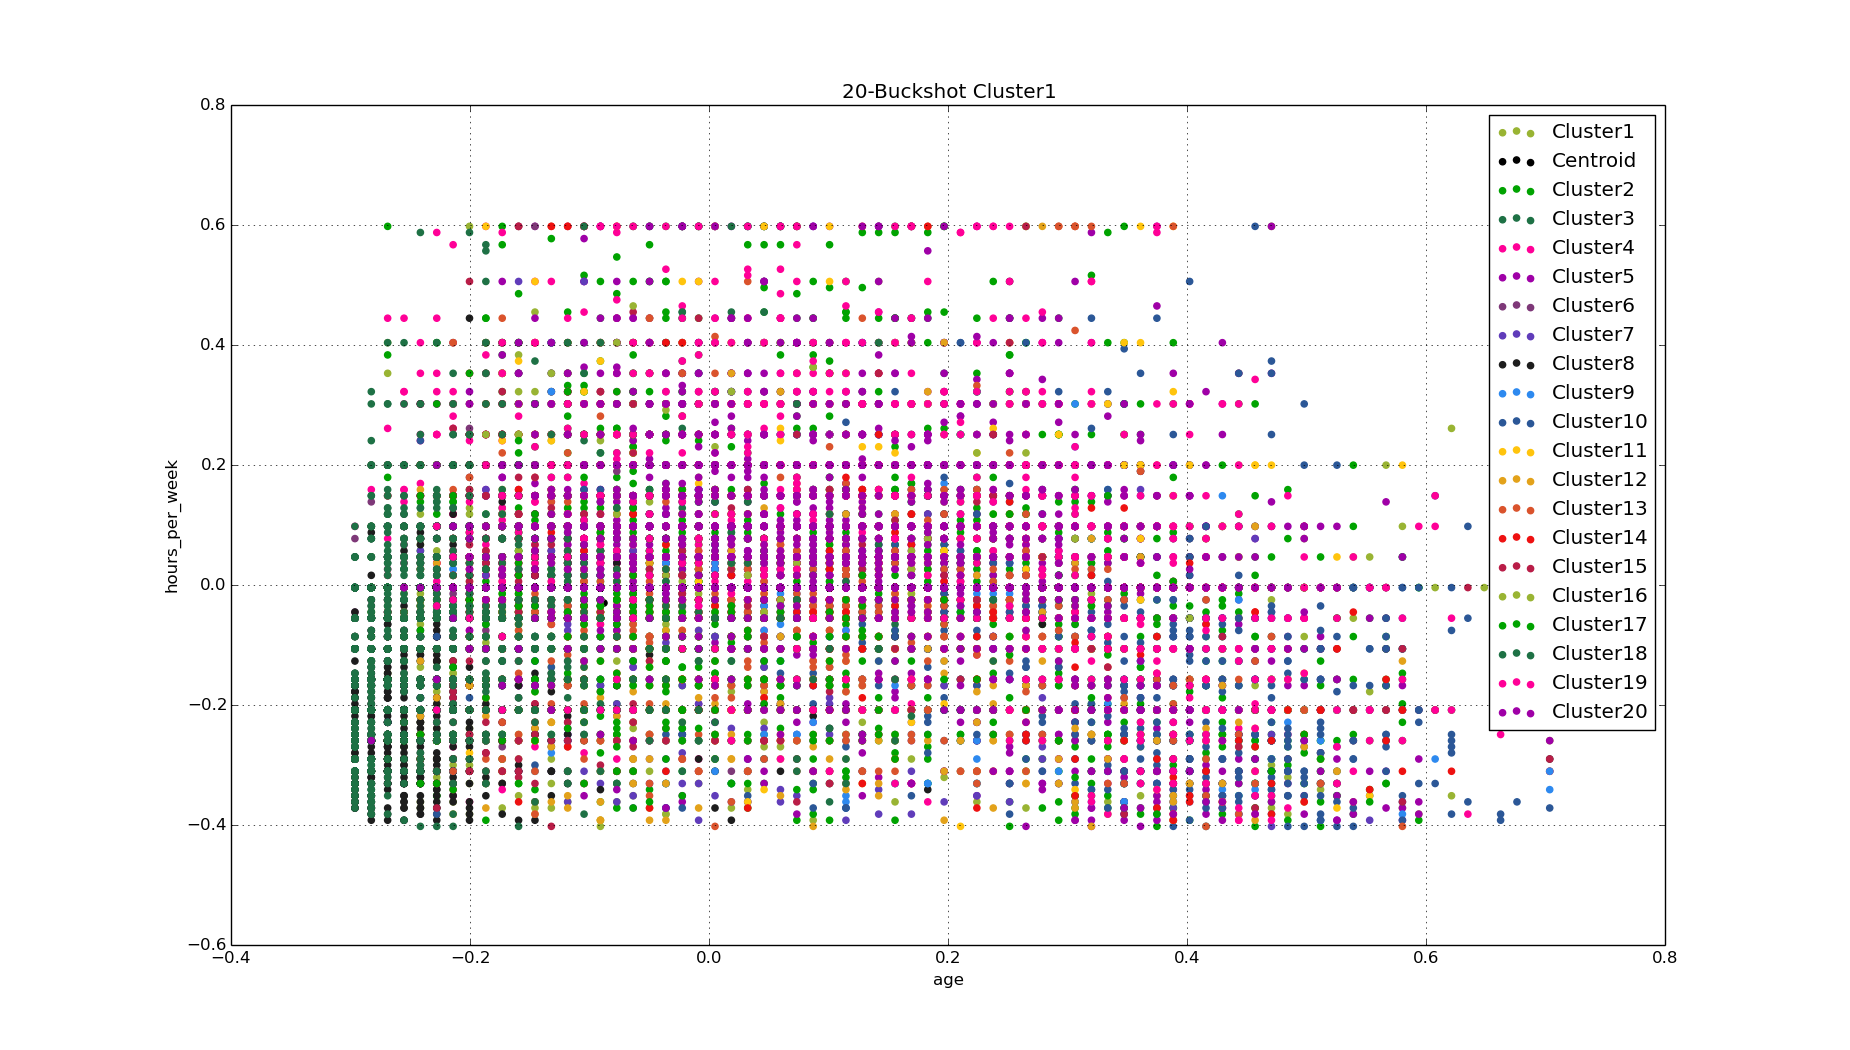 20-Buckshot Cluster1
0.8
0.6
0.4
0.2
0.0
−0.2
−0.4
−0.6
hours_per_week
−0.4
−0.2
0.0
0.2
0.4
0.6
0.8
age
Cluster1
Centroid
Cluster2
Cluster3
Cluster4
Cluster5
Cluster6
Cluster7
Cluster8
Cluster9
Cluster10
Cluster11
Cluster12
Cluster13
Cluster14
Cluster15
Cluster16
Cluster17
Cluster18
Cluster19
Cluster20